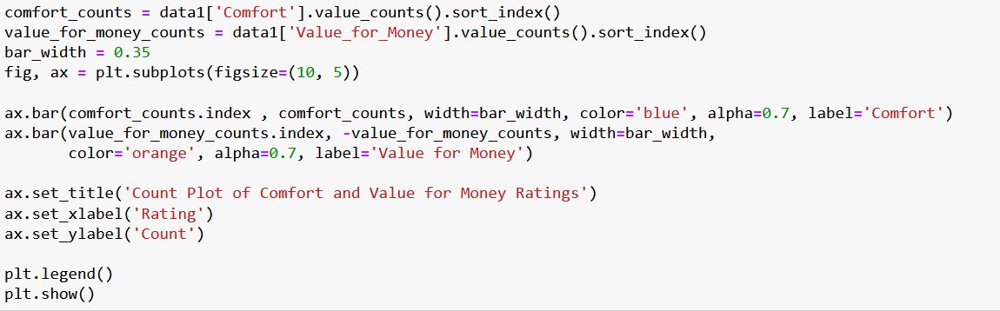 comfort_counts = data1['Comfort'].value_counts().sort_index()
value_for_money_counts = data1['Value_for_Money'].value_counts().sort_index()
bar_width = 0.35
fig, ax = plt.subplots(figsize=(10, 5))

ax.bar(comfort_counts.index , comfort_counts, width=bar_width, color='blue', alpha=0.7, label='Comfort')
ax.bar(value_for_money_counts.index, -value_for_money_counts, width=bar_width,
       color='orange', alpha=0.7, label='Value for Money')

ax.set_title('Count Plot of Comfort and Value for Money Ratings')
ax.set_xlabel('Rating')
ax.set_ylabel('Count')

plt.legend()
plt.show()